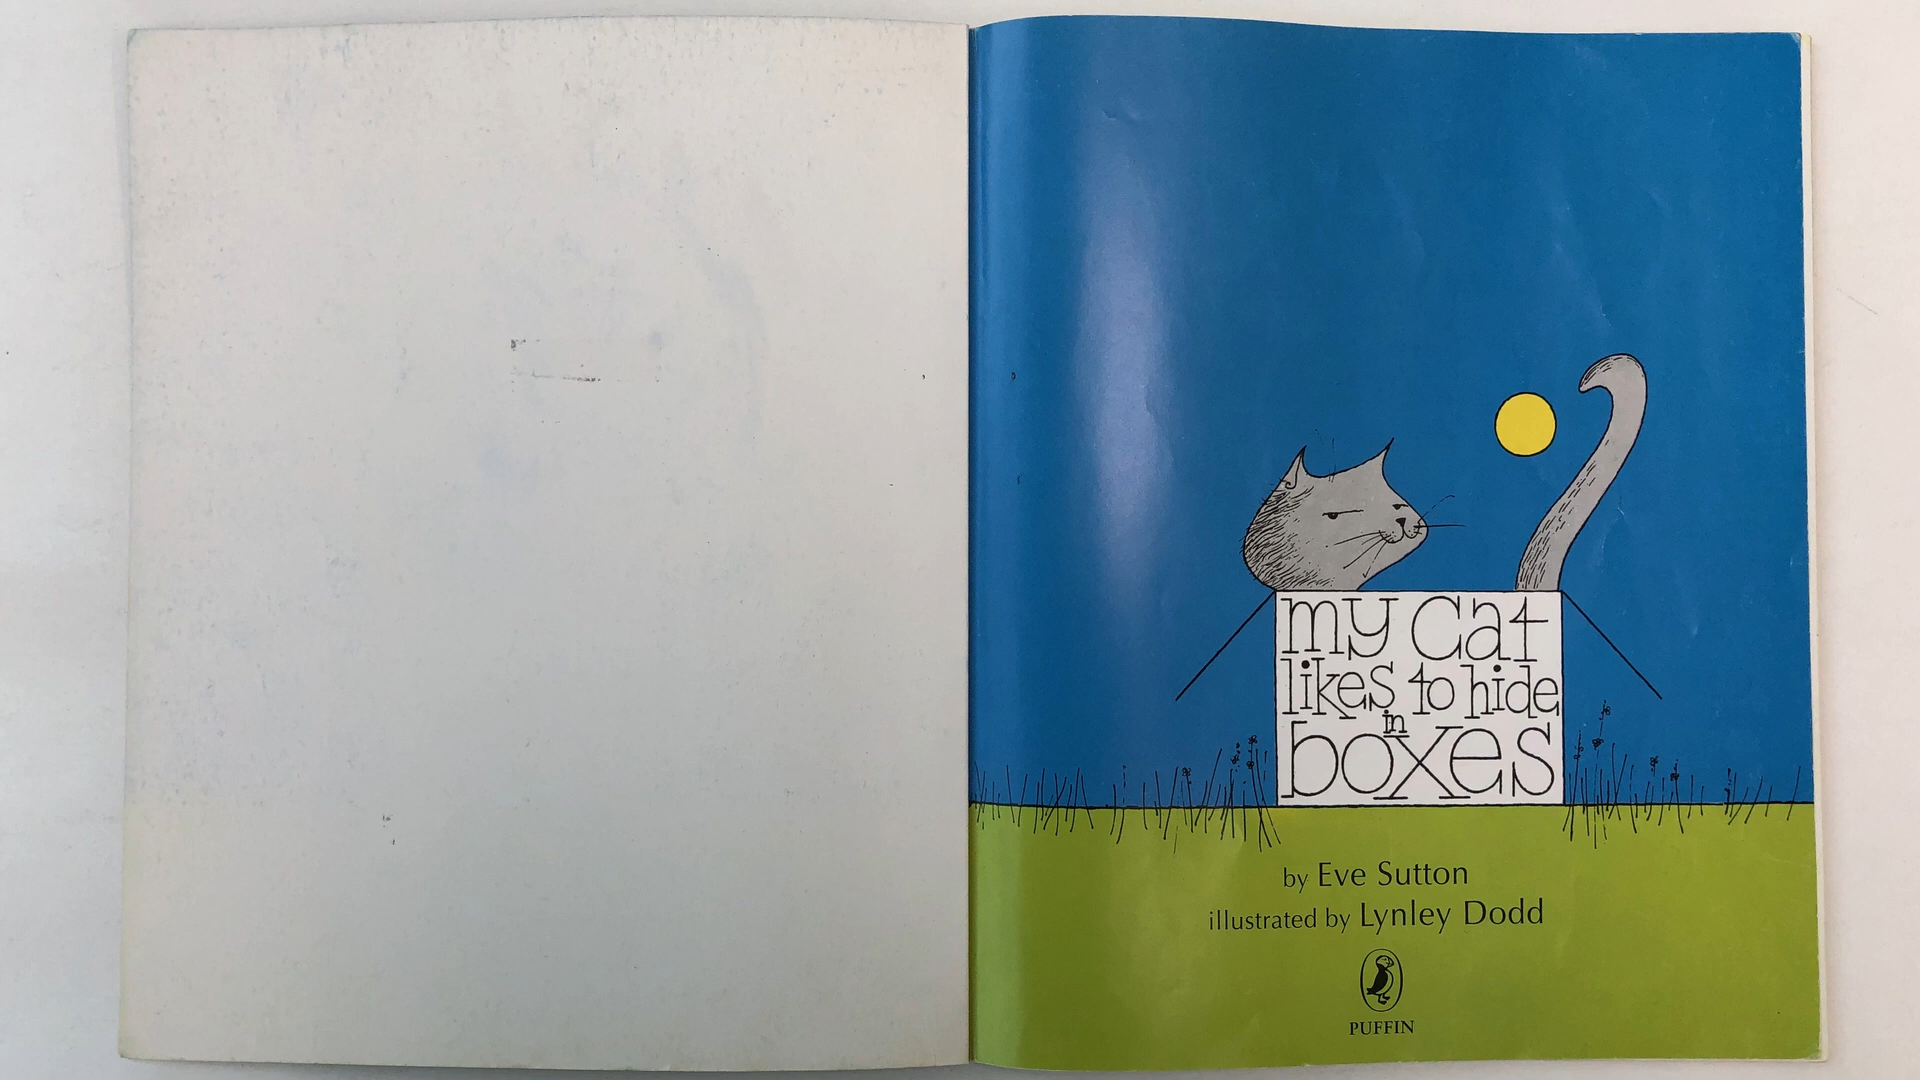 my cat
likes to hide
in
boxes
by Eve Sutton
illustrated by Lynley Dodd
PUFFIN